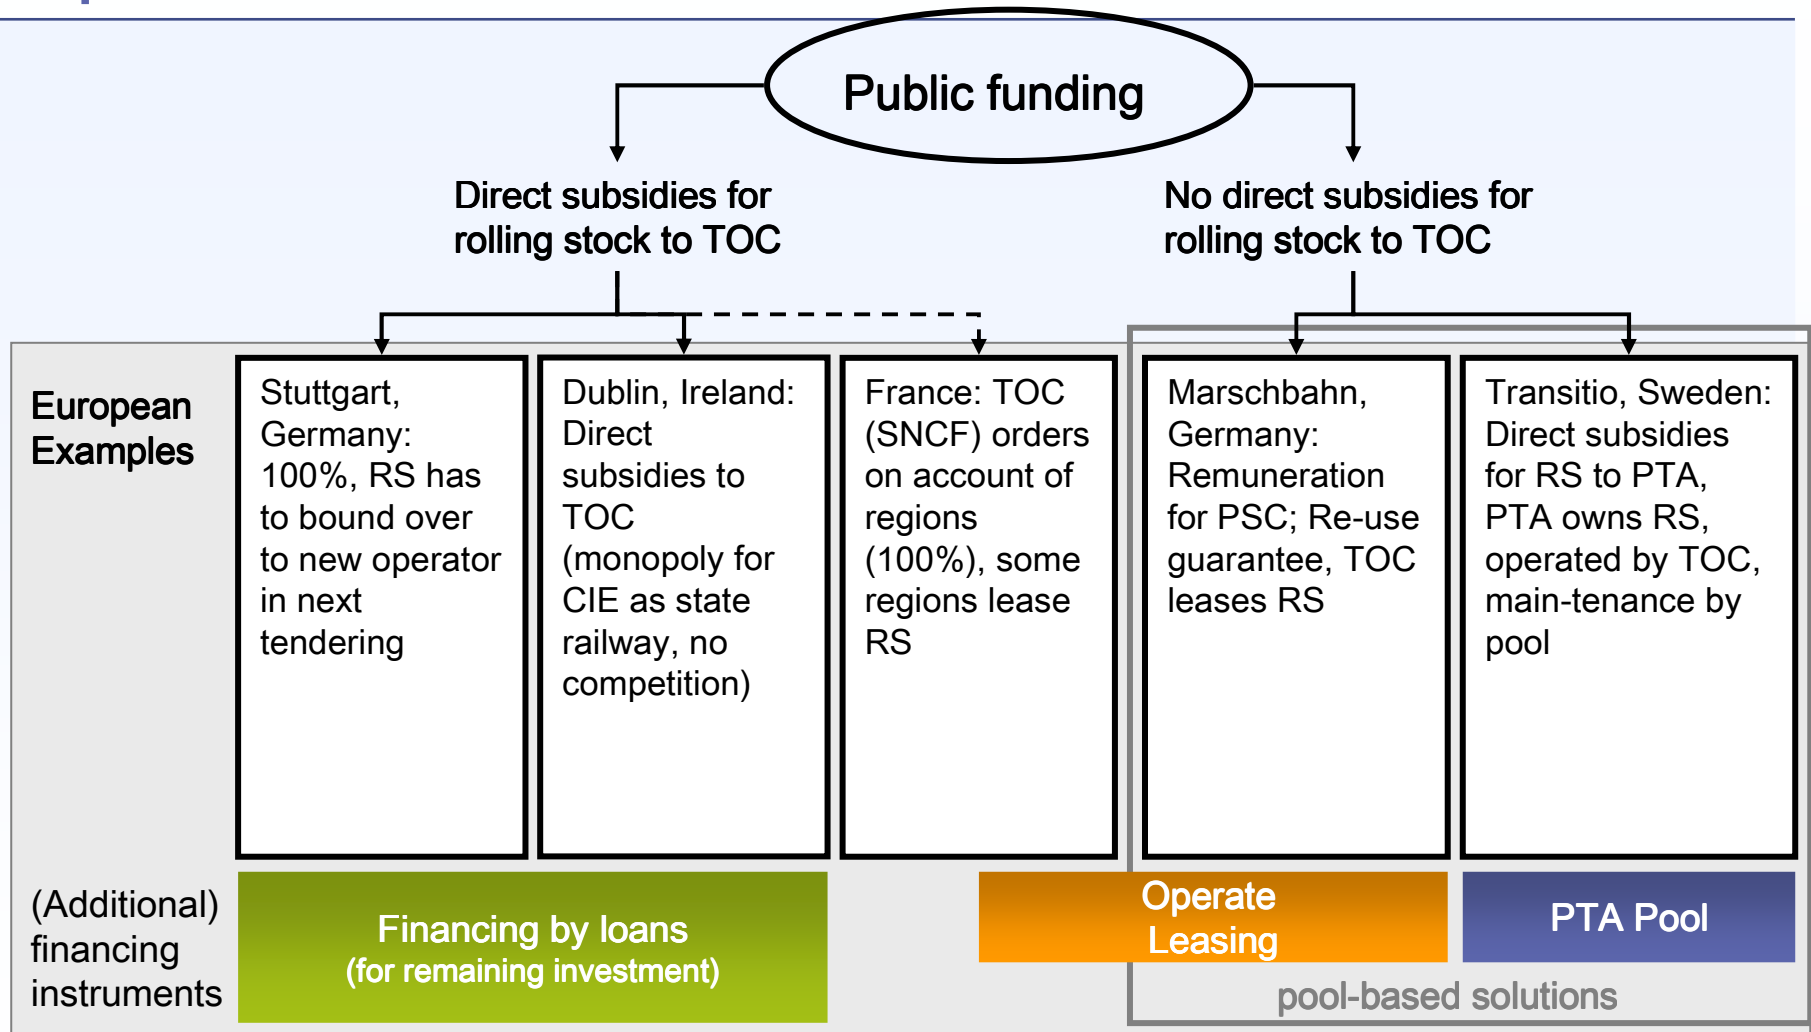 Public funding
Direct subsidies for
rolling stock to TOC
No direct subsidies for
rolling stock to TOC
European
Examples
Stuttgart,
Germany:
100%, RS has
to bound over
to new operator
in next
tendering
Dublin, Ireland:
Direct
subsidies to
TOC
(monopoly for
CIE as state
railway, no
competition)
France: TOC
(SNCF) orders
on account of
regions
(100%), some
regions lease
RS
Marschbahn,
Germany:
Remuneration
for PSC; Re-use
guarantee, TOC
leases RS
Transitio, Sweden:
Direct subsidies
for RS to PTA,
PTA owns RS,
operated by TOC,
main-tenance by
pool
(Additional)
financing
instruments
Financing by loans
(for remaining investment)
Operate
Leasing
PTA Pool
pool-based solutions